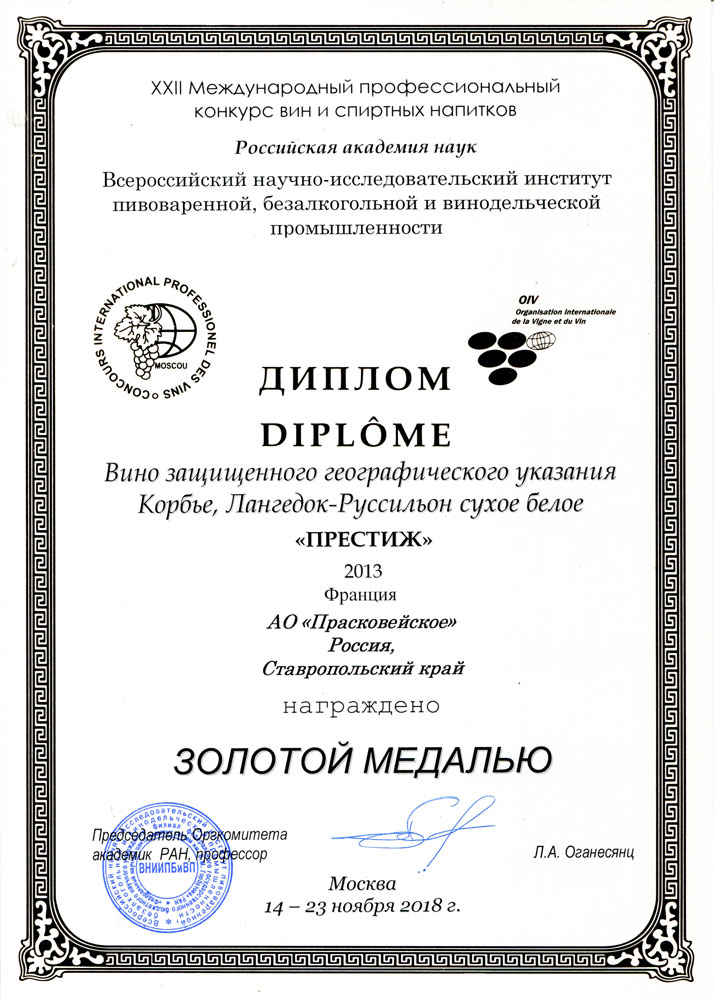 XXII Международный профессиональный
конкурс вин и спиртных напитков
Российская академия наук
Всероссийский научно-исследовательский институт
пивоваренной, безалкогольной и винодельческой
промышленности
CONCOURS INTERNATIONAL PROFESSIONEL DES VINS
MOSCOU
OIV
Organisation Internationale
de la Vigne et du Vin
ДИПЛОМ
DIPLÔME
Вино защищенного географического указания
Корбье, Лангедок-Руссильон сухое белое
«ПРЕСТИЖ»
2013
Франция
АО «Прасковейское»
Россия,
Ставропольский край
награждено
ЗОЛОТОЙ МЕДАЛЬЮ
Председатель Оргкомитета
академик РАН, профессор
Л.А. Оганесянц
ВНИИПБиВП
Москва
14 – 23 ноября 2018 г.